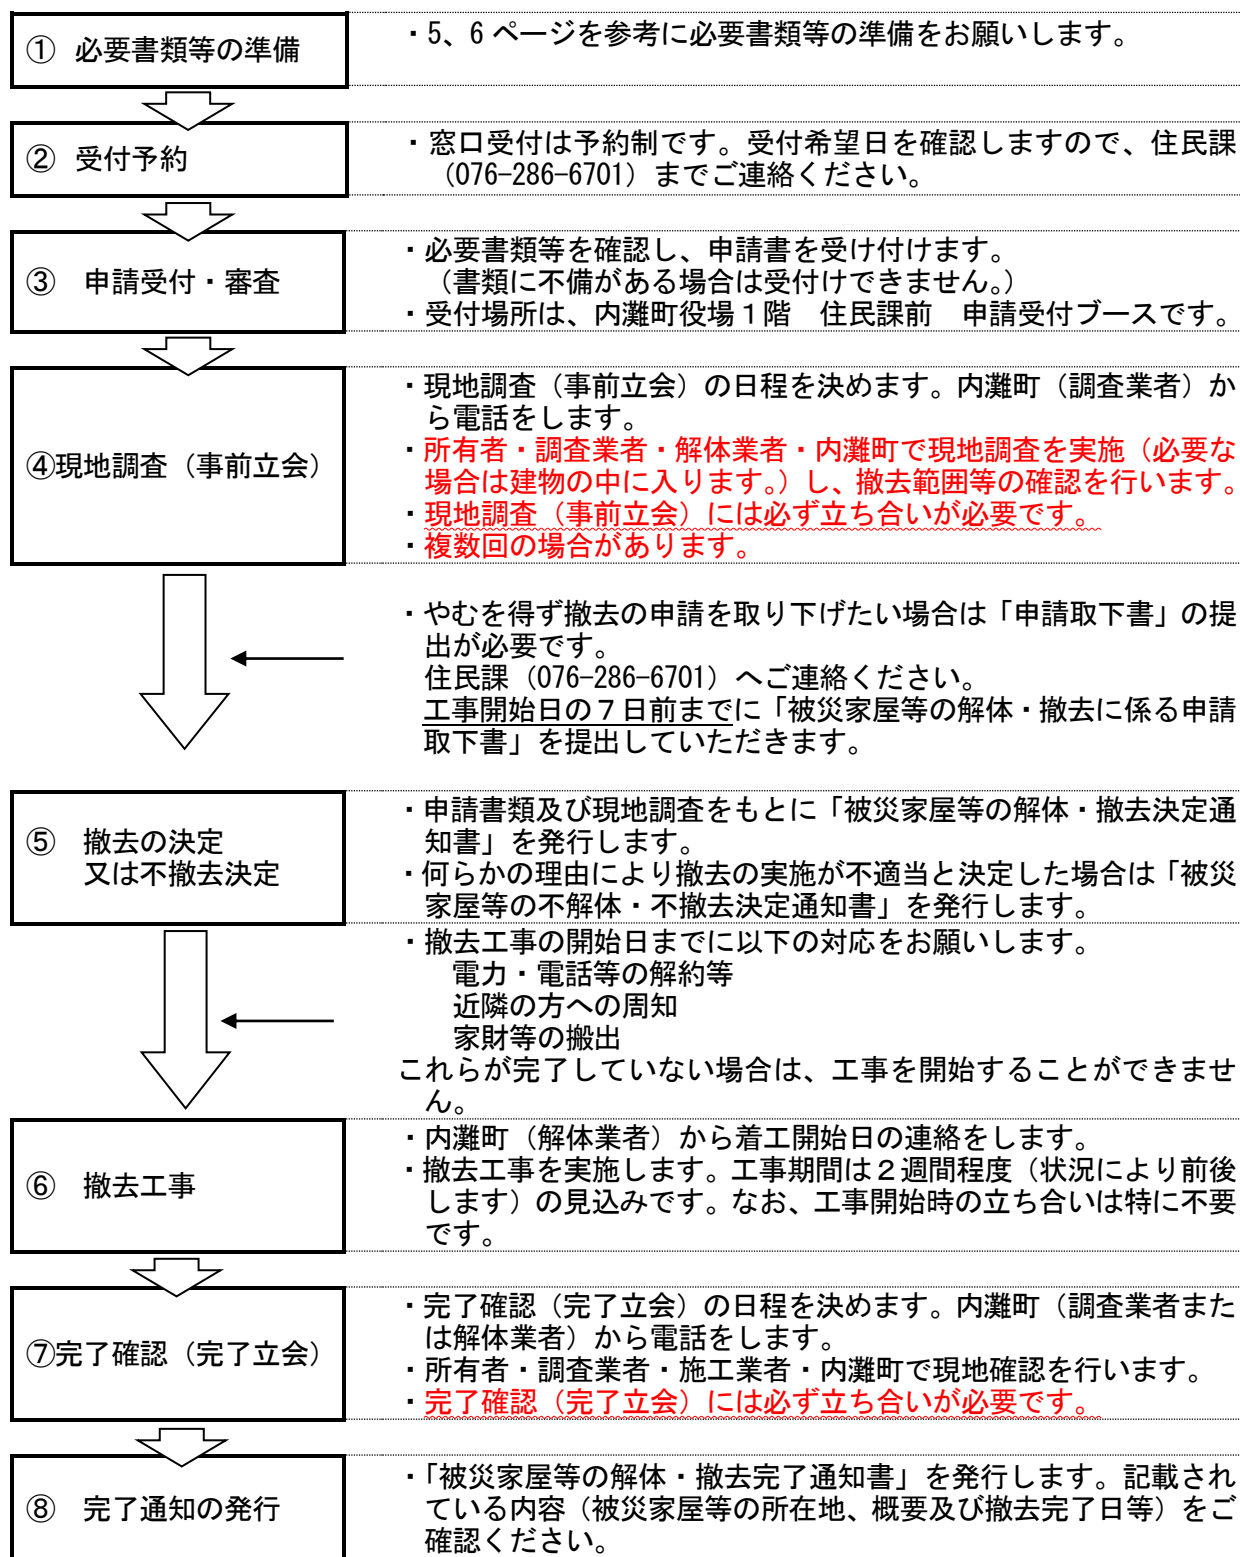 ① 必要書類等の準備
・5、6 ページを参考に必要書類等の準備をお願いします。
② 受付予約
・窓口受付は予約制です。受付希望日を確認しますので、住民課
（076-286-6701）までご連絡ください。
③ 申請受付・審査
・必要書類等を確認し、申請書を受け付けます。
（書類に不備がある場合は受付けできません。）
・受付場所は、内灘町役場１階 住民課前 申請受付ブースです。
④現地調査（事前立会）
・現地調査（事前立会）の日程を決めます。内灘町（調査業者）か
ら電話をします。
・所有者・調査業者・解体業者・内灘町で現地調査を実施（必要な
場合は建物の中に入ります。）し、撤去範囲等の確認を行います。
・現地調査（事前立会）には必ず立ち合いが必要です。
・複数回の場合があります。
・やむを得ず撤去の申請を取り下げたい場合は「申請取下書」の提
出が必要です。
住民課（076-286-6701）へご連絡ください。
工事開始日の７日前までに「被災家屋等の解体・撤去に係る申請
取下書」を提出していただきます。
⑤ 撤去の決定
又は不撤去決定
・申請書類及び現地調査をもとに「被災家屋等の解体・撤去決定通
知書」を発行します。
・何らかの理由により撤去の実施が不適当と決定した場合は「被災
家屋等の不解体・不撤去決定通知書」を発行します。
・撤去工事の開始日までに以下の対応をお願いします。
電力・電話等の解約等
近隣の方への周知
家財等の搬出
これらが完了していない場合は、工事を開始することができませ
ん。
⑥ 撤去工事
・内灘町（解体業者）から着工開始日の連絡をします。
・撤去工事を実施します。工事期間は２週間程度（状況により前後
します）の見込みです。なお、工事開始時の立ち合いは特に不要
です。
⑦完了確認（完了立会）
・完了確認（完了立会）の日程を決めます。内灘町（調査業者また
は解体業者）から電話をします。
・所有者・調査業者・施工業者・内灘町で現地確認を行います。
・完了確認（完了立会）には必ず立ち合いが必要です。
⑧ 完了通知の発行
・「被災家屋等の解体・撤去完了通知書」を発行します。記載され
ている内容（被災家屋等の所在地、概要及び撤去完了日等）をご
確認ください。